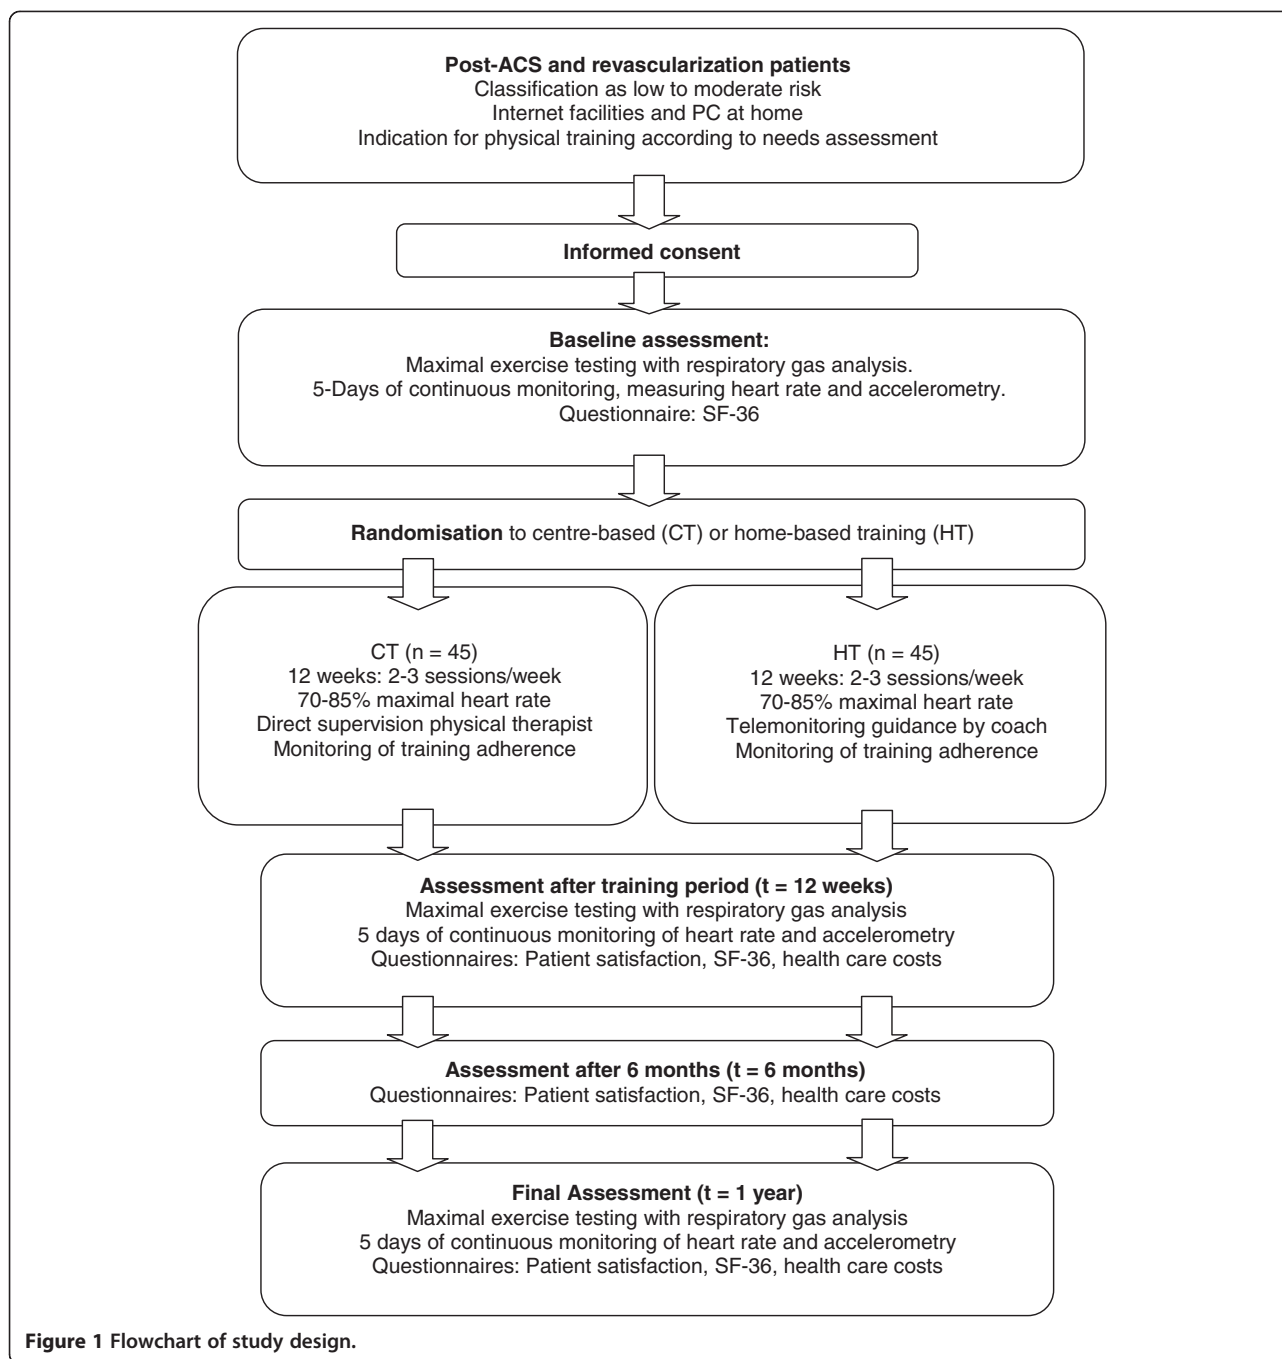 Post-ACS and revascularization patients
Classification as low to moderate risk
Internet facilities and PC at home
Indication for physical training according to needs assessment
Informed consent
Baseline assessment:
Maximal exercise testing with respiratory gas analysis.
5-Days of continuous monitoring, measuring heart rate and accelerometry.
Questionnaire: SF-36
Randomisation to centre-based (CT) or home-based training (HT)
CT (n = 45)
12 weeks: 2-3 sessions/week
70-85% maximal heart rate
Direct supervision physical therapist
Monitoring of training adherence
HT (n = 45)
12 weeks: 2-3 sessions/week
70-85% maximal heart rate
Telemonitoring guidance by coach
Monitoring of training adherence
Assessment after training period (t = 12 weeks)
Maximal exercise testing with respiratory gas analysis
5 days of continuous monitoring of heart rate and accelerometry
Questionnaires: Patient satisfaction, SF-36, health care costs
Assessment after 6 months (t = 6 months)
Questionnaires: Patient satisfaction, SF-36, health care costs
Final Assessment (t = 1 year)
Maximal exercise testing with respiratory gas analysis
5 days of continuous monitoring of heart rate and accelerometry
Questionnaires: Patient satisfaction, SF-36, health care costs
Figure 1 Flowchart of study design.